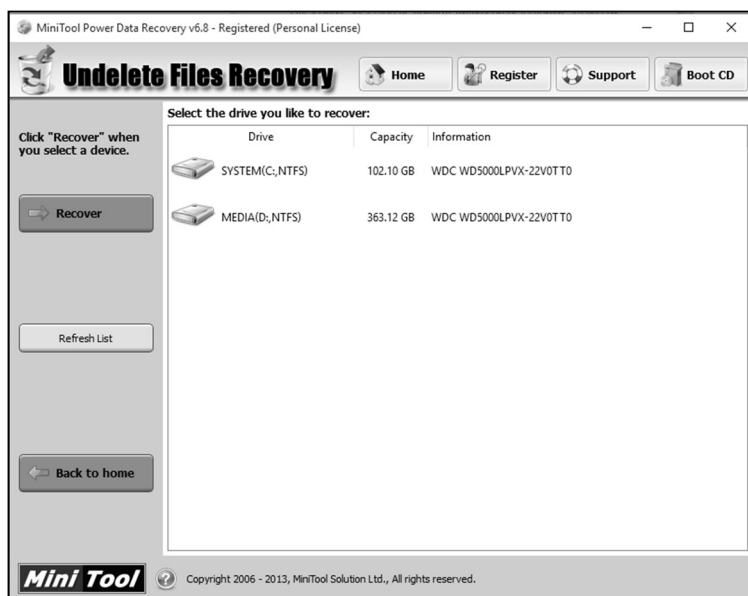 MiniTool Power Data Recovery v6.8 - Registered (Personal License)
Undelete Files Recovery
Home
Register
Support
Boot CD
Click "Recover" when
you select a device.
Recover
Refresh List
Back to home
Select the drive you like to recover:
Drive Capacity Information
SYSTEM(C:,NTFS) 102.10 GB WDC WD5000LPVX-22V0TT0
MEDIA(D:,NTFS) 363.12 GB WDC WD5000LPVX-22V0TT0
Mini Tool
Copyright 2006 - 2013, MiniTool Solution Ltd., All rights reserved.